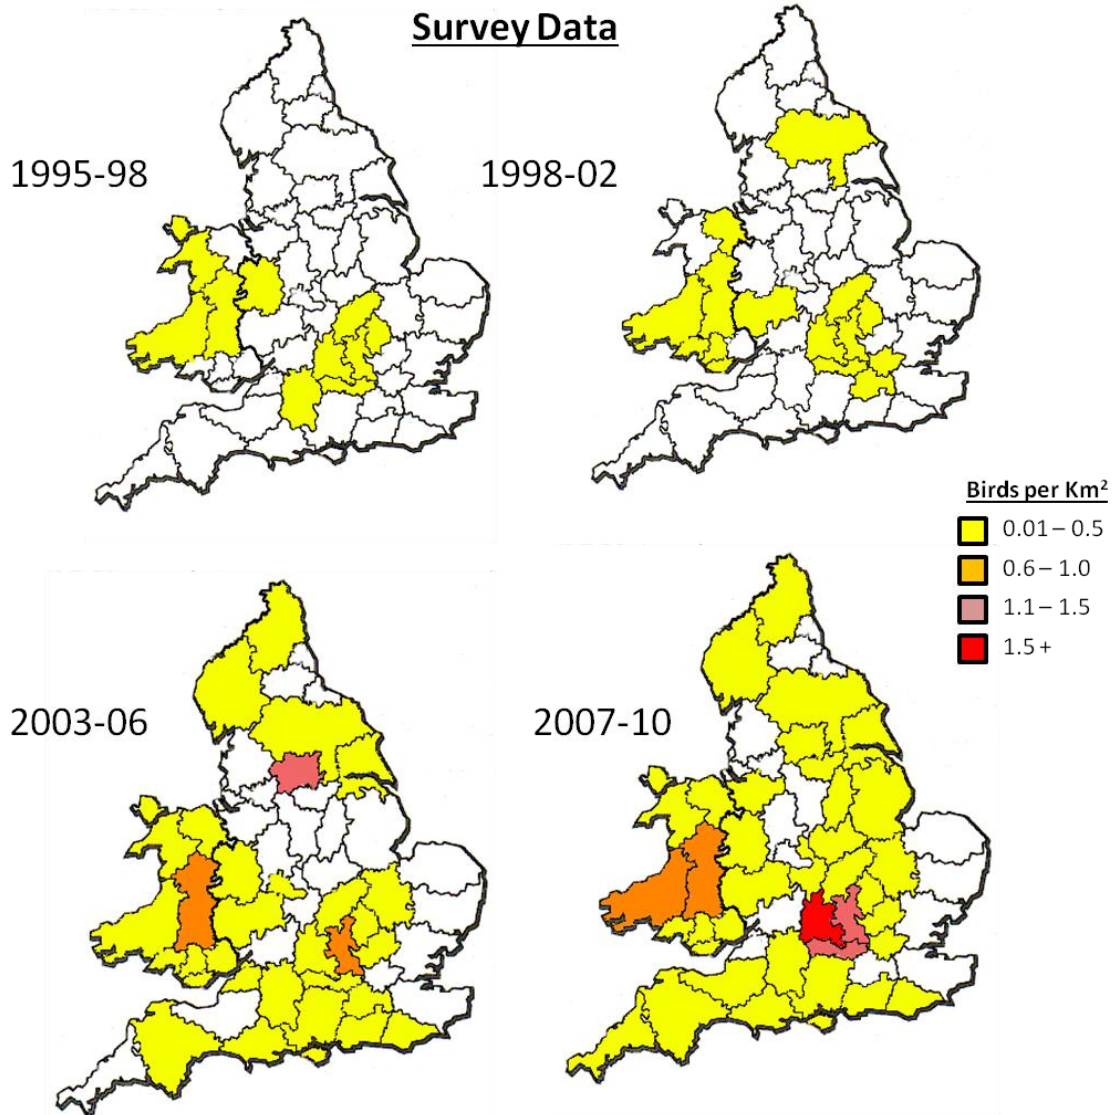 Survey Data
1995-98
1998-02
Birds per Km²
0.01 – 0.5
0.6 – 1.0
1.1 – 1.5
1.5 +
2003-06
2007-10